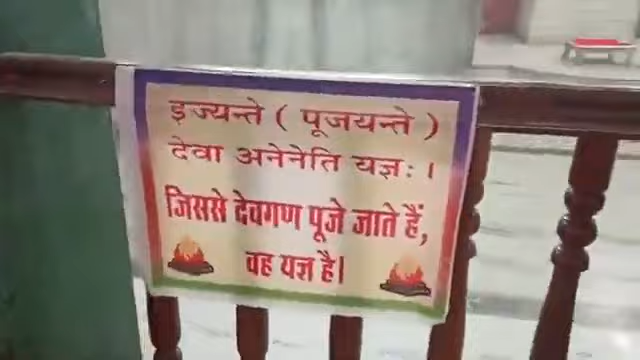 इज्यन्ते ( पूजयन्ते )
देवा अनेनेति यज्ञः ।
जिससे देवगण पूजे जाते हैं,
वह यज्ञ है।